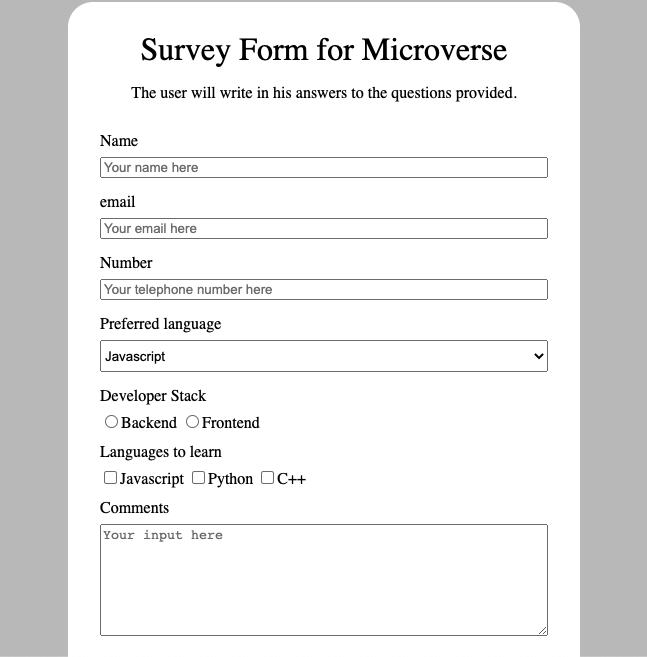 Survey Form for Microverse
The user will write in his answers to the questions provided.
Name
Your name here
email
Your email here
Number
Your telephone number here
Preferred language
Javascript
Developer Stack
Backend Frontend
Languages to learn
Javascript Python C++
Comments
Your input here